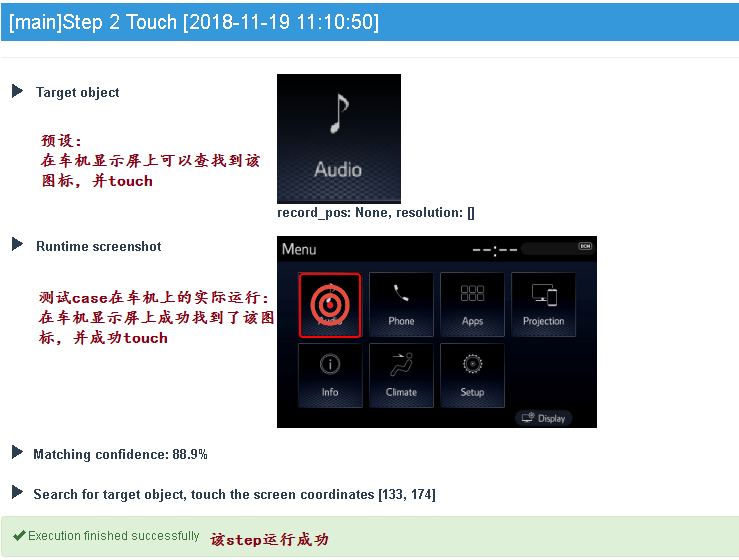 [main]Step 2 Touch [2018-11-19 11:10:50]
Target object
预设：
在车机显示屏上可以查找到该
图标，并touch
Audio
record_pos: None, resolution: []
Runtime screenshot
测试case在车机上的实际运行：
在车机显示屏上成功找到了该图
标，并成功touch
Menu
--:--
DCM
Audio
Phone
Apps
Projection
Info
Climate
Setup
Display
Matching confidence: 88.9%
Search for target object, touch the screen coordinates [133, 174]
Execution finished successfully
该step运行成功